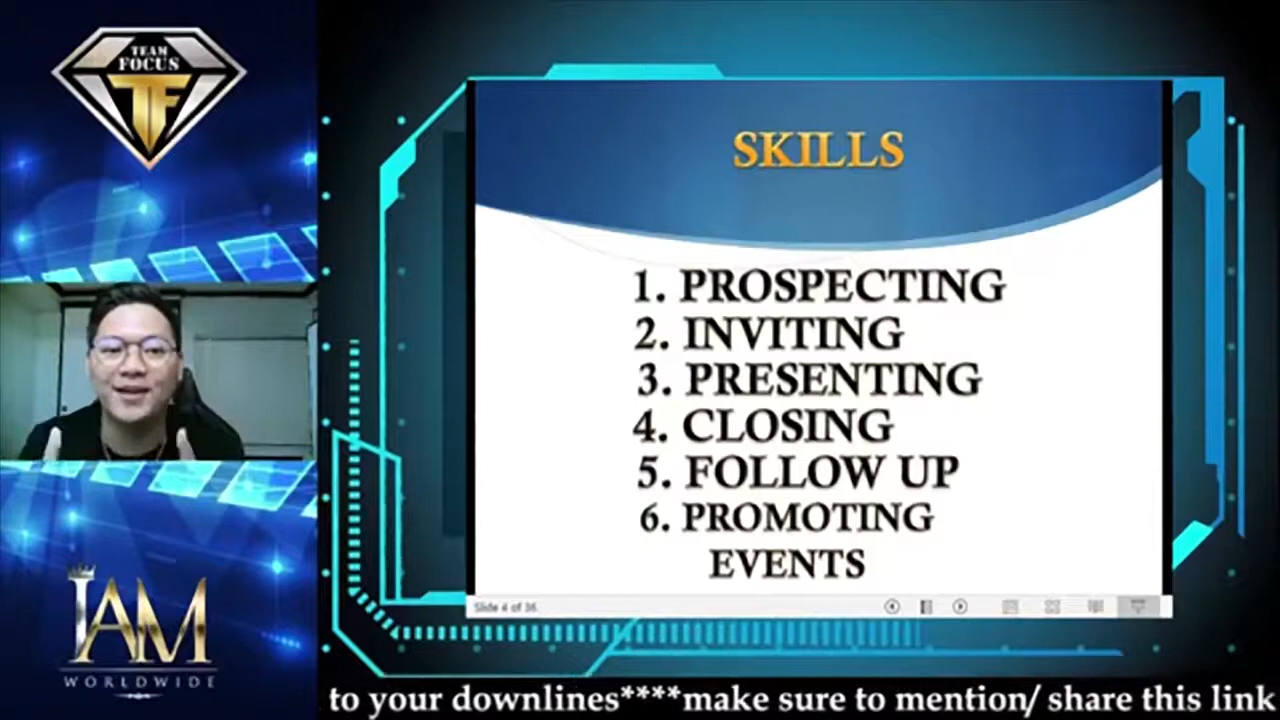 TEAM
FOCUS
TF
SKILLS
1. PROSPECTING
2. INVITING
3. PRESENTING
4. CLOSING
5. FOLLOW UP
6. PROMOTING
EVENTS
Slide 4 of 36
IAM
WORLDWIDE
to your downlines****make sure to mention/ share this link